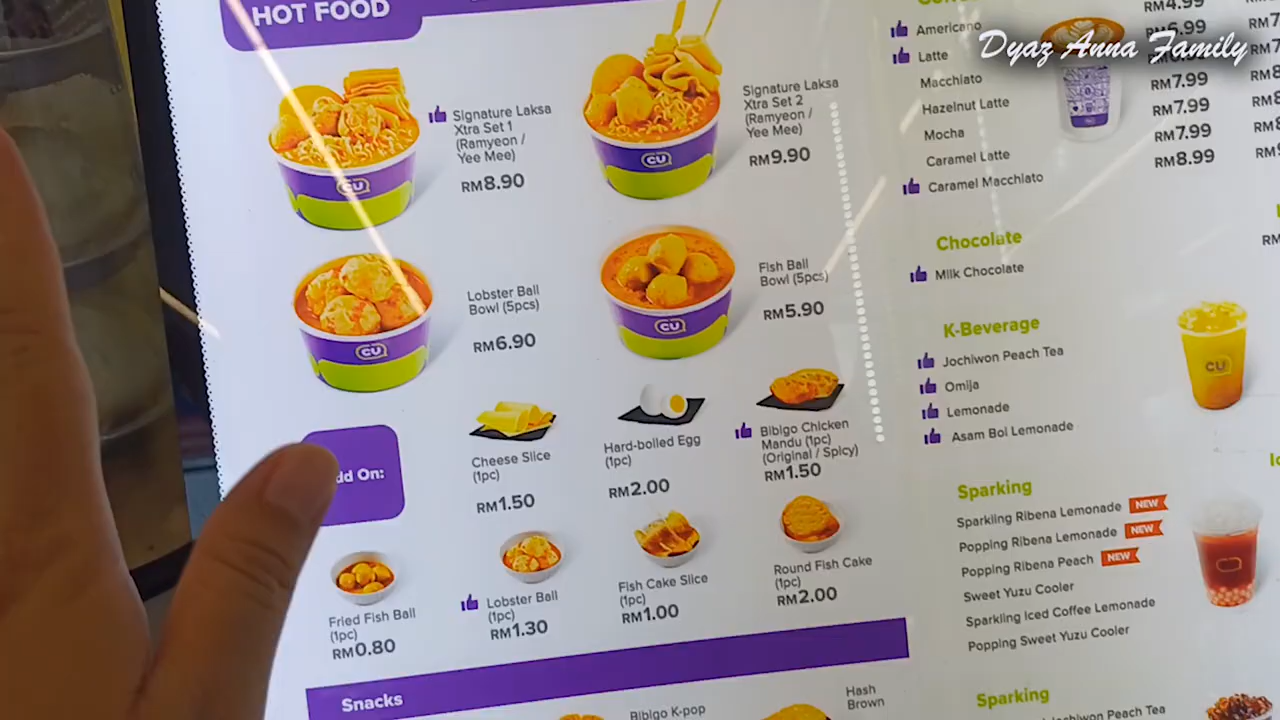 HOT FOOD
Signature Laksa
Xtra Set 1
(Ramyeon /
Yee Mee)
RM8.90
Signature Laksa
Xtra Set 2
(Ramyeon /
Yee Mee)
RM9.90
CU
CU
Lobster Ball
Bowl (5pcs)
RM6.90
Fish Ball
Bowl (5pcs)
RM5.90
CU
CU
Cheese Slice
(1pc)
RM1.50
Hard-boiled Egg
(1pc)
RM2.00
Bibigo Chicken
Mandu (1pc)
(Original / Spicy)
RM1.50
On:
Fried Fish Ball
(1pc)
RM0.80
Lobster Ball
(1pc)
RM1.30
Fish Cake Slice
(1pc)
RM1.00
Round Fish Cake
(1pc)
RM2.00
Snacks
Bibigo K-pop
Hash
Brown
Americano
Latte
Macchiato
Hazelnut Latte
Mocha
Caramel Latte
Caramel Macchiato
RM4.99
RM6.99
RM7.99
RM7.99
RM7.99
RM8.99
Dyaz Anna Family
Chocolate
Milk Chocolate
RM
K-Beverage
Jochiwon Peach Tea
Omija
Lemonade
Asam Boi Lemonade
CU
Sparking
Sparkling Ribena Lemonade NEW
Popping Ribena Lemonade NEW
Popping Ribena Peach NEW
Sweet Yuzu Cooler
Sparkling Iced Coffee Lemonade
Popping Sweet Yuzu Cooler
Sparking
Jochiwon Peach Tea